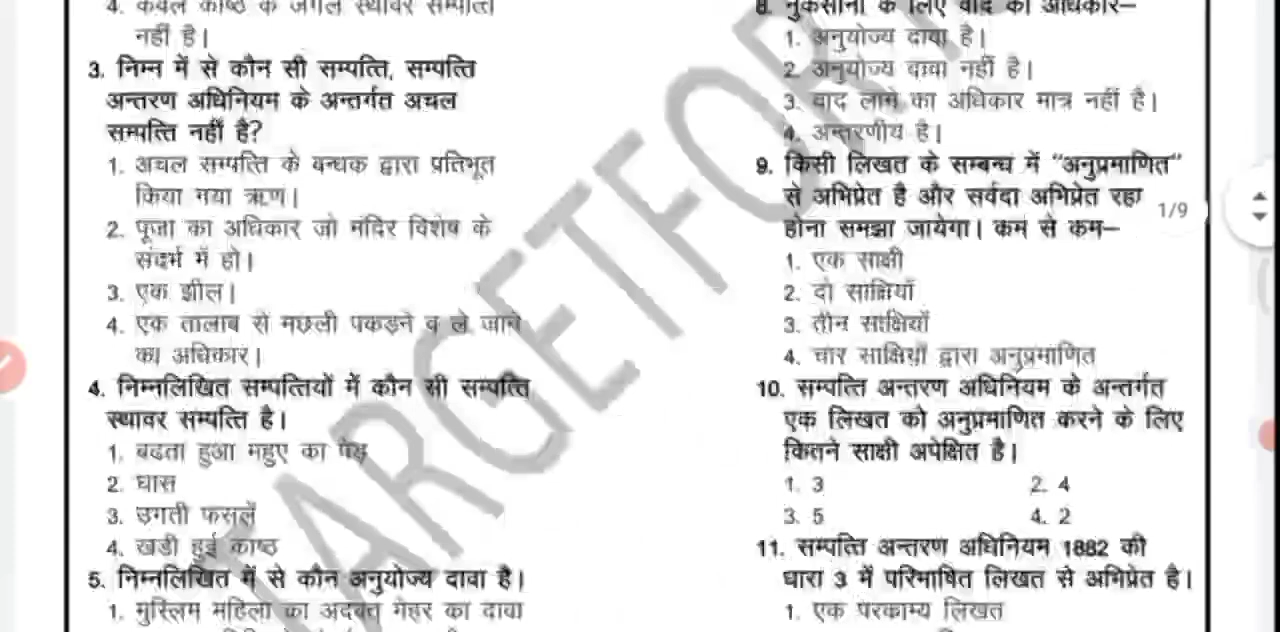 4. केवल काष्ठ के जंगल स्थावर सम्पत्ति
नहीं है।
3. निम्न में से कौन सी सम्पत्ति, सम्पत्ति
अन्तरण अधिनियम के अन्तर्गत अचल
सम्पत्ति नहीं है?
1. अचल सम्पत्ति के बन्धक द्वारा प्रतिभूत
किया गया ऋण।
2. पूजा का अधिकार जो मंदिर विशेष के
संदर्भ में हो।
3. एक झील।
4. एक तालाब से मछली पकड़ने व ले जाने
का अधिकार।
4. निम्नलिखित सम्पत्तियों में कौन सी सम्पत्ति
स्थावर सम्पत्ति है।
1. बढता हुआ महुए का पेड़
2. घास
3. उगती फसलें
4. खडी हुई काष्ठ
5. निम्नलिखित में से कौन अनुयोज्य दावा है।
1. मुस्लिम महिला का अदवत् मेहर का दावा
8. नुकसानी के लिए वाद का अधिकार–
1. अनुयोज्य दावा है।
2. अनुयोज्य दावा नहीं है।
3. वाद लाने का अधिकार मात्र नहीं है।
4. अन्तरणीय है।
9. किसी लिखत के सम्बन्ध में "अनुप्रमाणित"
से अभिप्रेत है और सर्वदा अभिप्रेत रहा
होना समझा जायेगा। कम से कम–
1. एक साक्षी
2. दो साक्षियों
3. तीन साक्षियों
4. चार साक्षियों द्वारा अनुप्रमाणित
10. सम्पत्ति अन्तरण अधिनियम के अन्तर्गत
एक लिखत को अनुप्रमाणित करने के लिए
कितने साक्षी अपेक्षित है।
1. 3 2. 4
3. 5 4. 2
11. सम्पत्ति अन्तरण अधिनियम 1882 की
धारा 3 में परिभाषित लिखत से अभिप्रेत है।
1. एक परक्राम्य लिखत
1/9
TARGETFOR